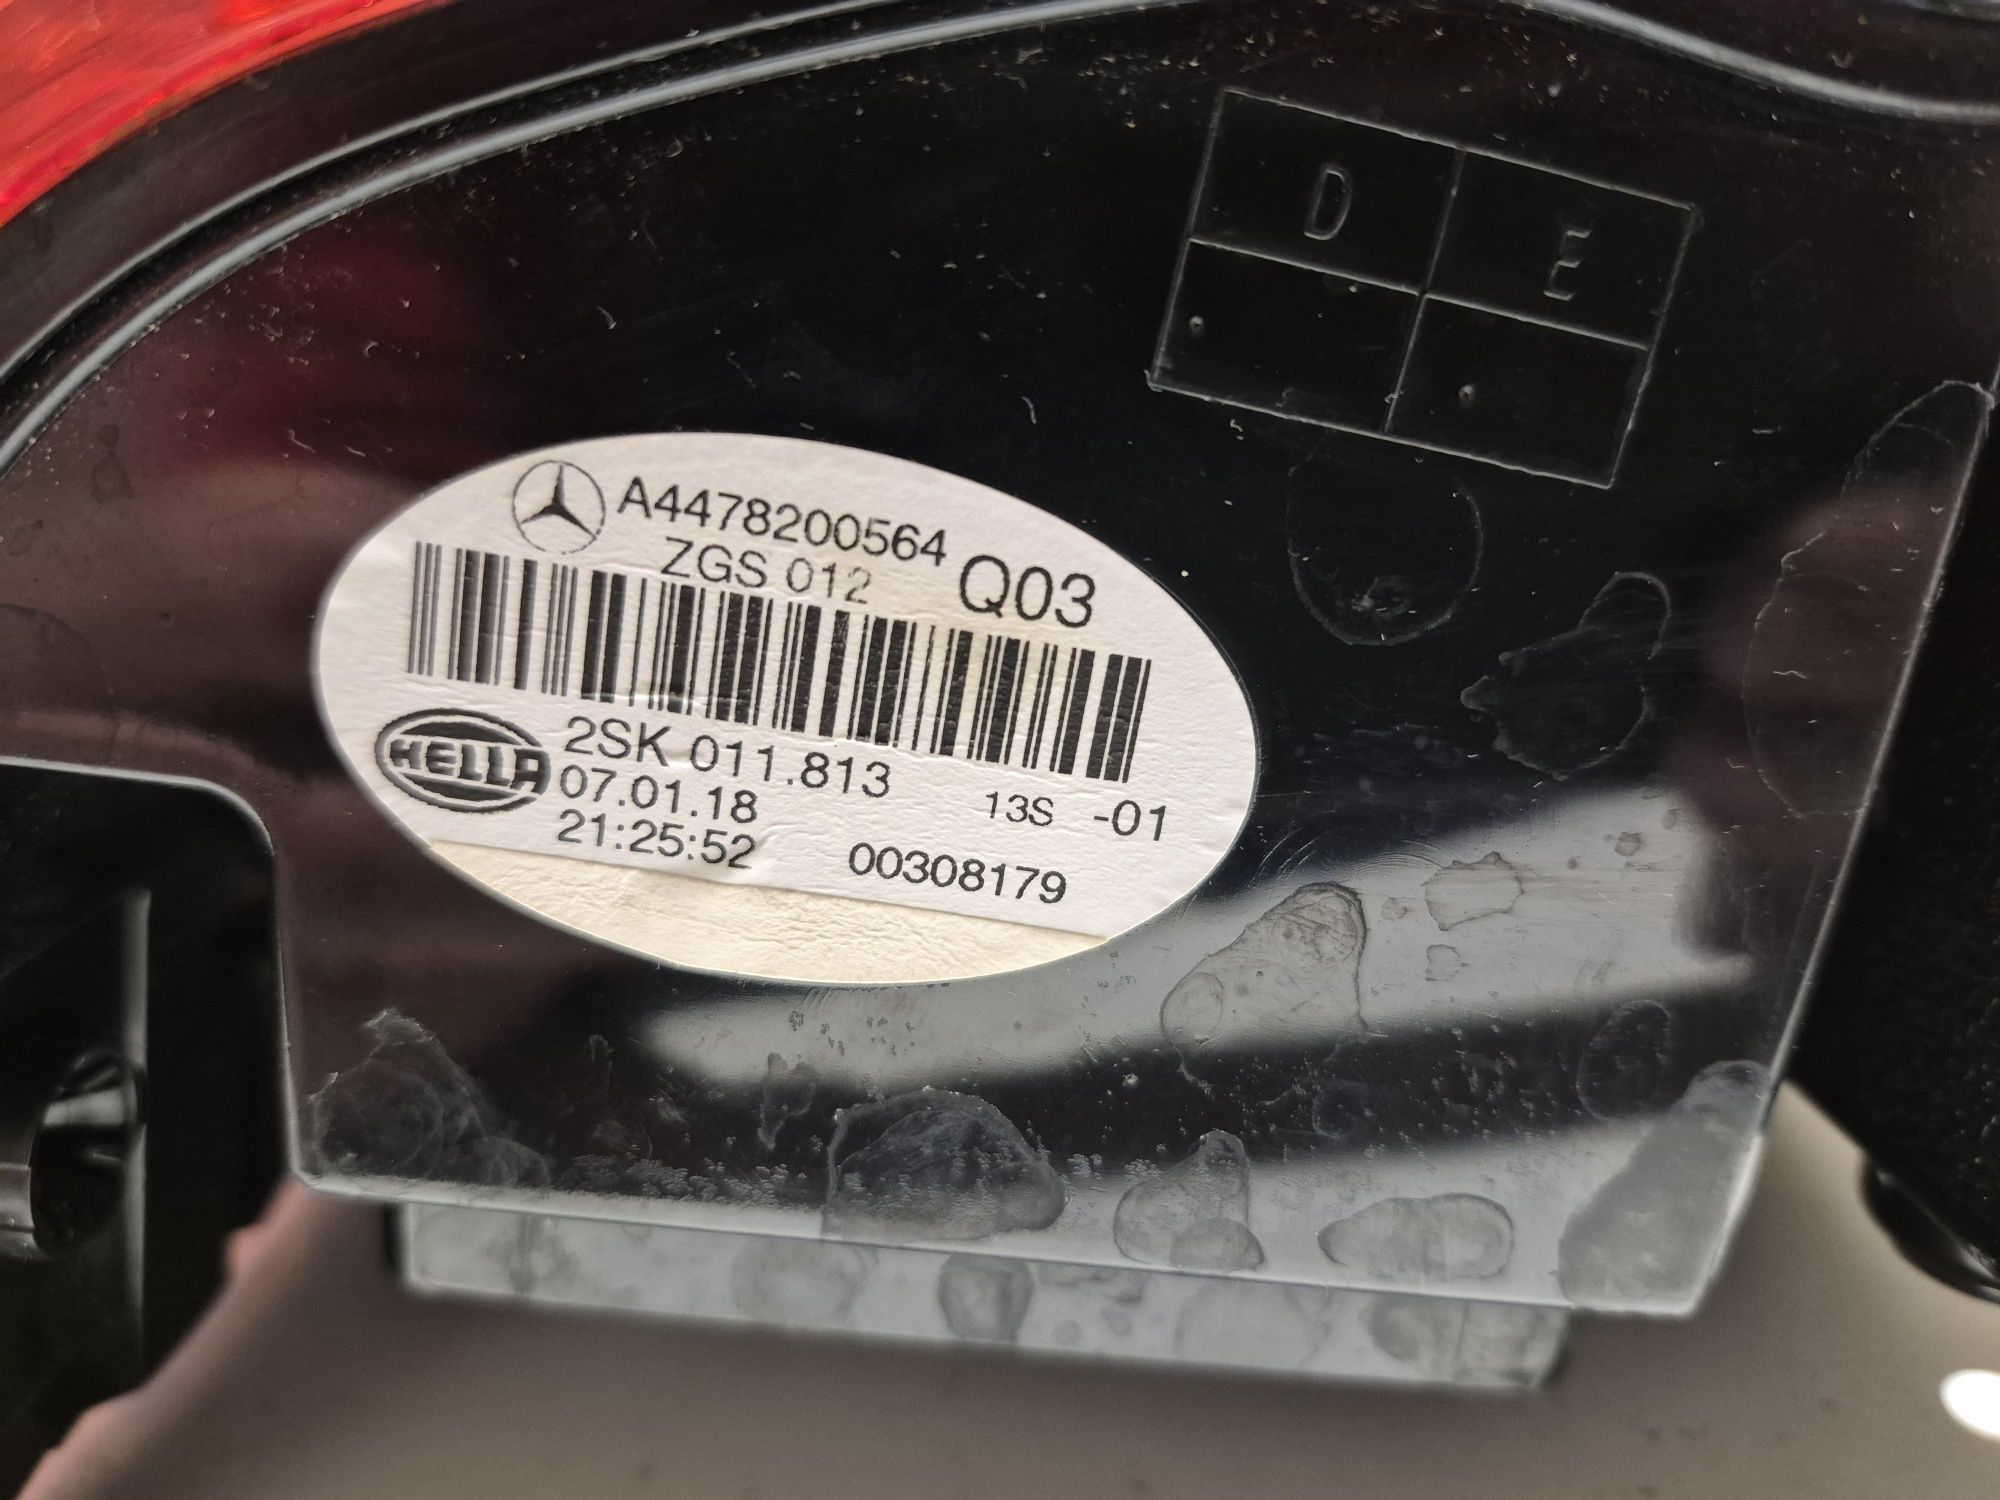 D E
A4478200564
ZGS 012 Q03
HELLA 2SK 011.813 13S -01
07.01.18
21:25:52 00308179